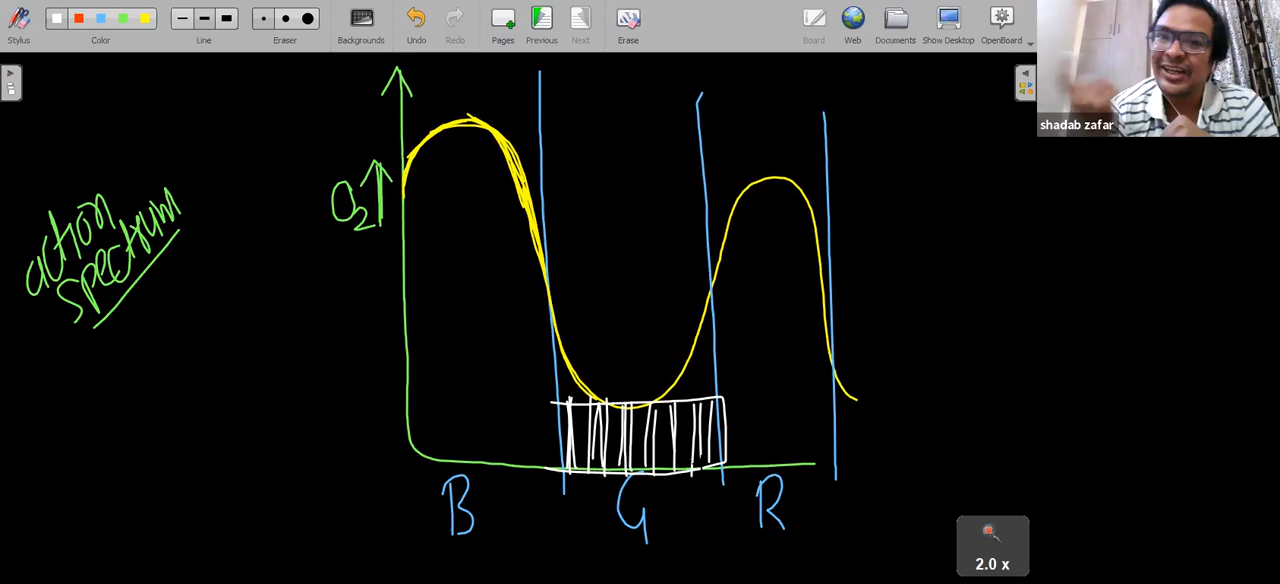 Stylus
Color
Line
Eraser
Backgrounds
Undo
Redo
Pages
Previous
Next
Erase
Board
Web
Documents
Show Desktop
OpenBoard
shadab zafar
O2
action
spectrum
B
G
R
2.0 x